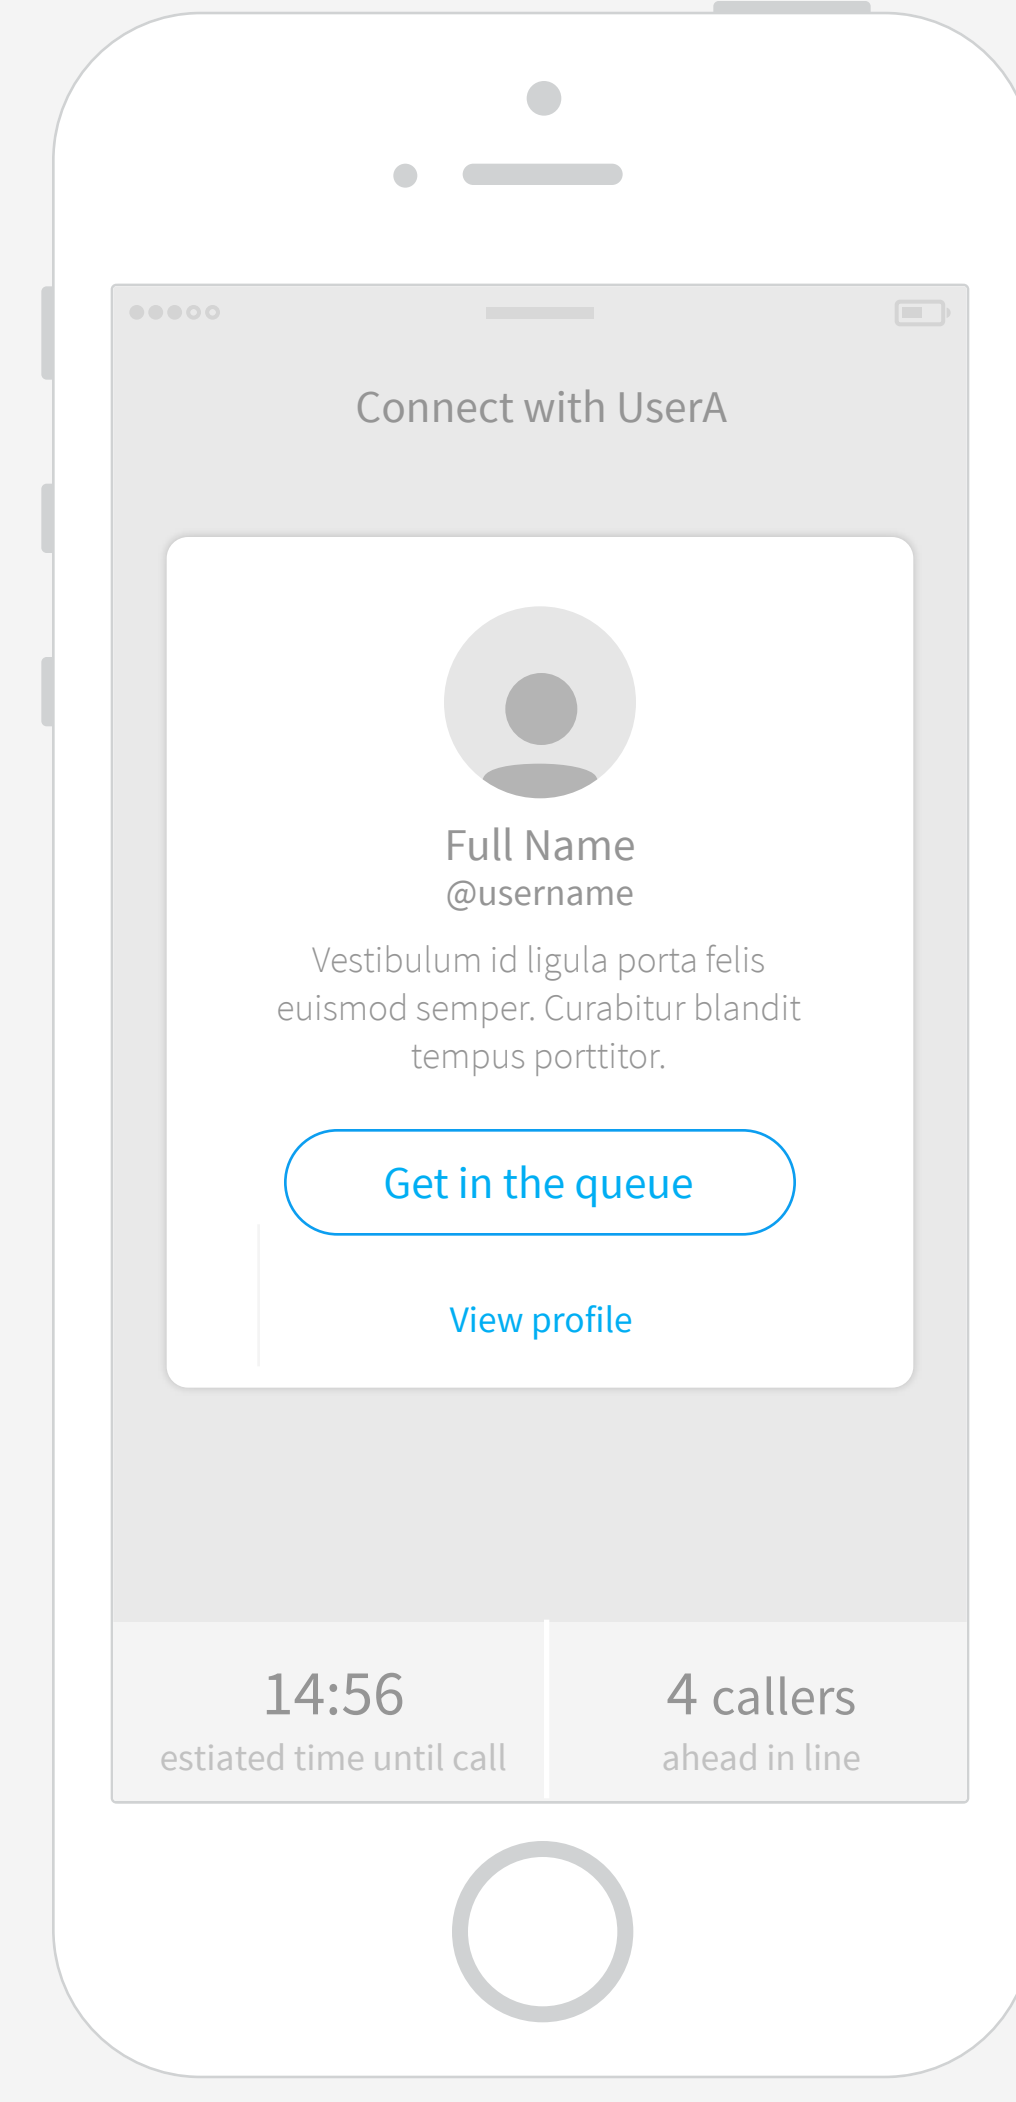 Connect with UserA
Full Name
@username
Vestibulum id ligula porta felis
euismod semper. Curabitur blandit
tempus porttitor.
Get in the queue
View profile
14:56
estiated time until call
4 callers
ahead in line